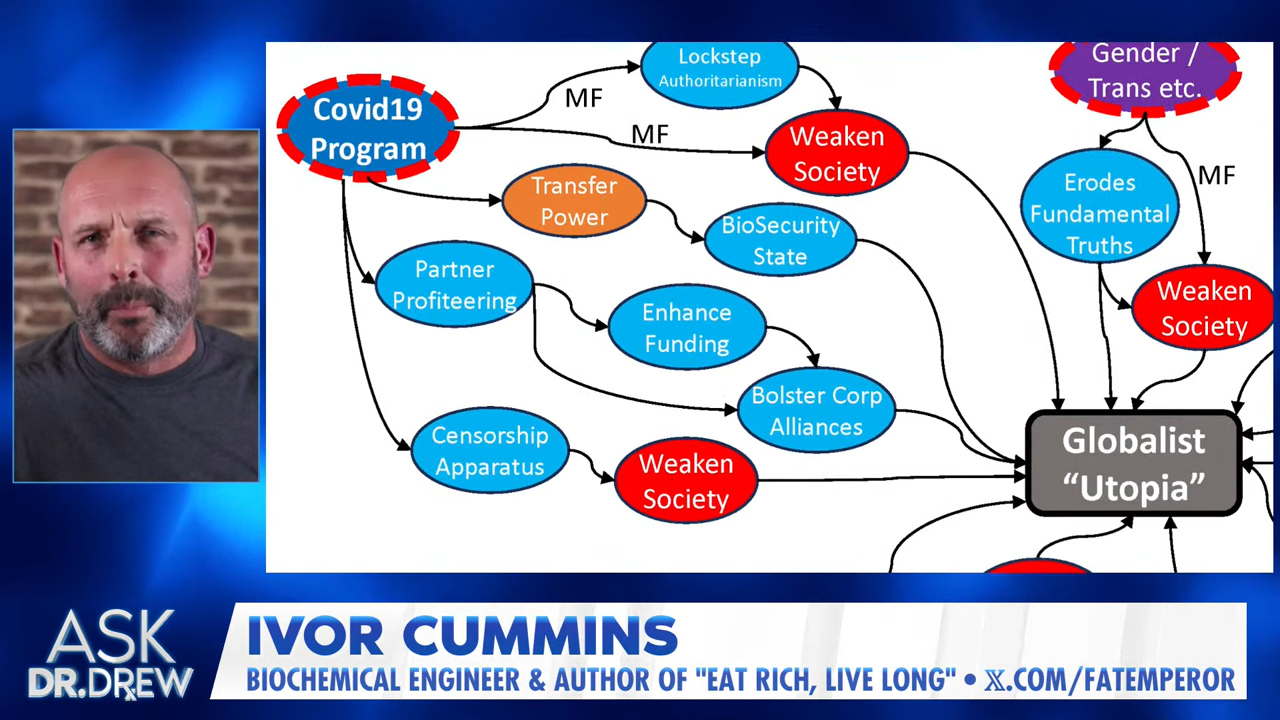 Lockstep
Authoritarianism
Gender /
Trans etc.
Covid19
Program
MF
MF
Weaken
Society
MF
Transfer
Power
Erodes
Fundamental
Truths
BioSecurity
State
Partner
Profiteering
Enhance
Funding
Weaken
Society
Bolster Corp
Alliances
Censorship
Apparatus
Weaken
Society
Globalist
“Utopia”
ASK
DR.DREW
IVOR CUMMINS
BIOCHEMICAL ENGINEER & AUTHOR OF "EAT RICH, LIVE LONG" • X.COM/FATEMPEROR